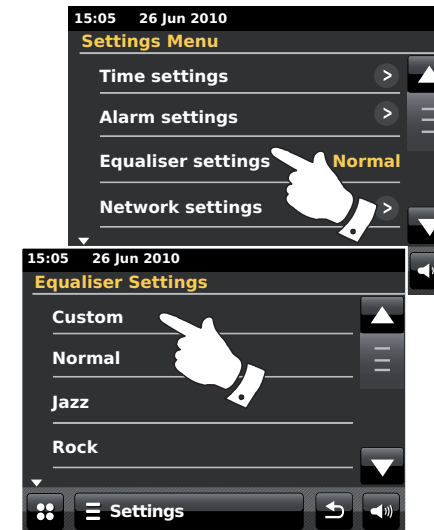 15:05 26 Jun 2010
Settings Menu
Time settings >
Alarm settings >
Equaliser settings Normal
Network settings >
15:05 26 Jun 2010
Equaliser Settings
Custom
Normal
Jazz
Rock
Settings